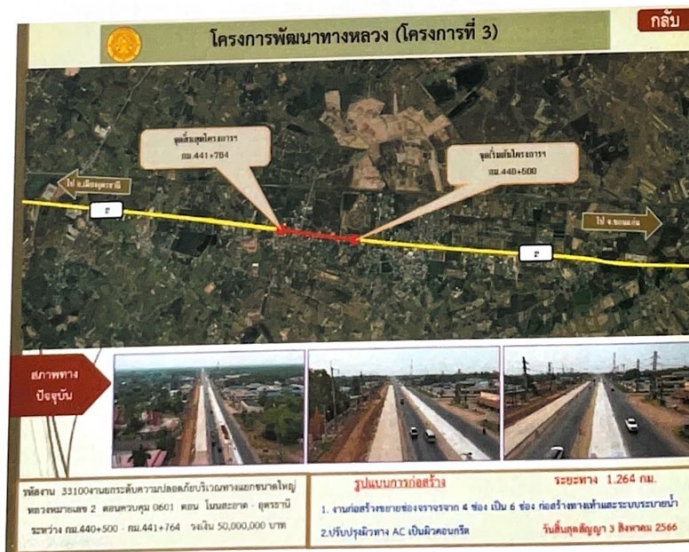 กลับ
โครงการพัฒนาทางหลวง (โครงการที่ 3)
จุดสิ้นสุดโครงการฯ
กม.441+764
จุดเริ่มต้นโครงการฯ
กม.440+500
ไป อ.เมืองอุดรธานี
2
ไป จ.ขอนแก่น
2
สภาพทาง
ปัจจุบัน
รหัสงาน 33100งานยกระดับความปลอดภัยบริเวณทางแยกขนาดใหญ่
ทางหลวงหมายเลข 2 ตอนควบคุม 0601 ตอน โนนสะอาด - อุดรธานี
ระหว่าง กม.440+500 - กม.441+764 วงเงิน 50,000,000 บาท
รูปแบบการก่อสร้าง
ระยะทาง 1.264 กม.
1. งานก่อสร้างขยายช่องจราจรจาก 4 ช่อง เป็น 6 ช่อง ก่อสร้างทางเท้าและระบบระบายน้ำ
2.ปรับปรุงผิวทาง AC เป็นผิวคอนกรีต
วันสิ้นสุดสัญญา 3 สิงหาคม 2566